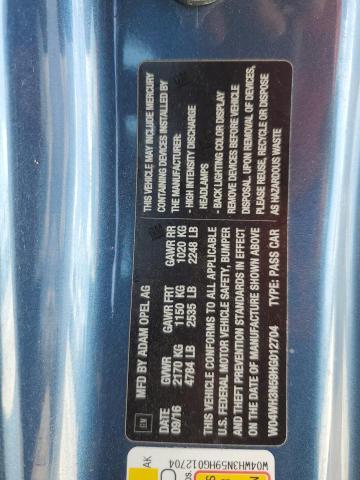 MFD BY ADAM OPEL AG
DATE GVWR GAWR FRT GAWR RR
09/16 2170 KG 1150 KG 1020 KG
4784 LB 2535 LB 2248 LB
THIS VEHICLE CONFORMS TO ALL APPLICABLE
U.S. FEDERAL MOTOR VEHICLE SAFETY, BUMPER
AND THEFT PREVENTION STANDARDS IN EFFECT
ON THE DATE OF MANUFACTURE SHOWN ABOVE
W04WH3N59HG012704 TYPE: PASS CAR
THIS VEHICLE MAY INCLUDE MERCURY
CONTAINING DEVICES INSTALLED BY
THE MANUFACTURER:
- HIGH INTENSITY DISCHARGE
HEADLAMPS
- BACK LIGHTING COLOR DISPLAY
REMOVE DEVICES BEFORE VEHICLE
DISPOSAL. UPON REMOVAL OF DEVICES,
PLEASE REUSE, RECYCLE OR DISPOSE
AS HAZARDOUS WASTE
GM
AK
W04WH3N59HG012704